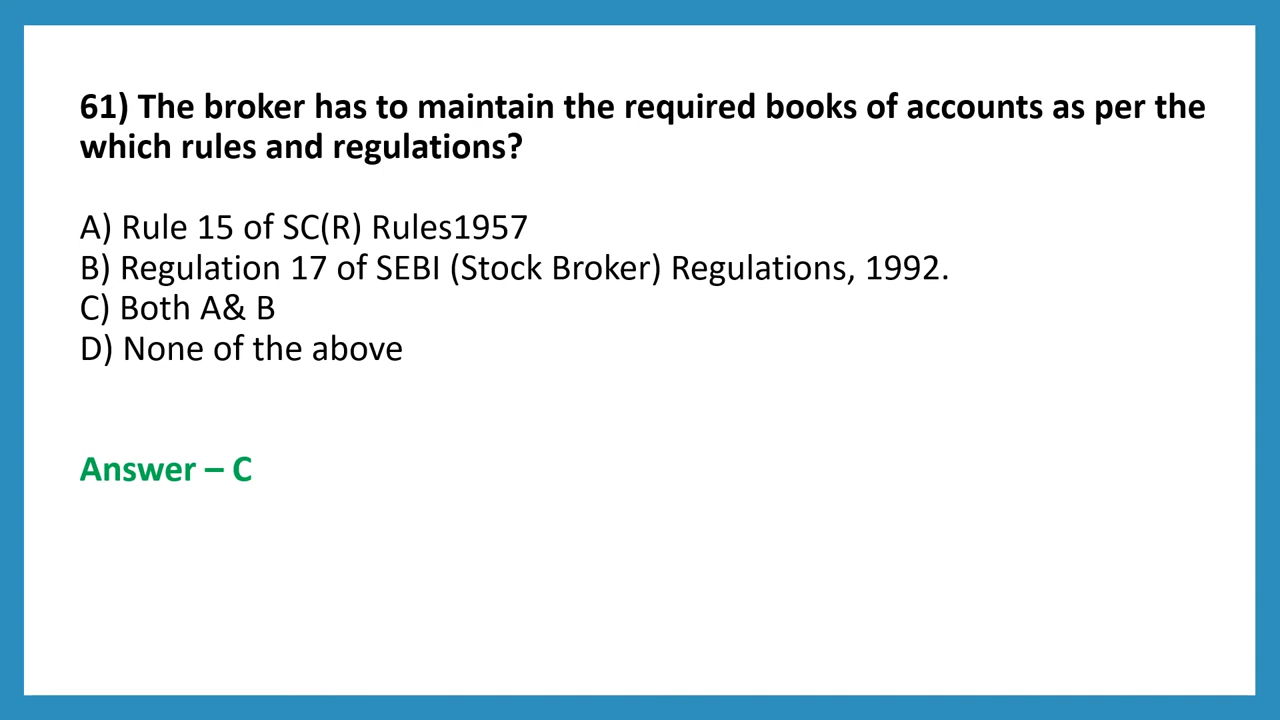 61) The broker has to maintain the required books of accounts as per the
which rules and regulations?
A) Rule 15 of SC(R) Rules1957
B) Regulation 17 of SEBI (Stock Broker) Regulations, 1992.
C) Both A& B
D) None of the above
Answer – C